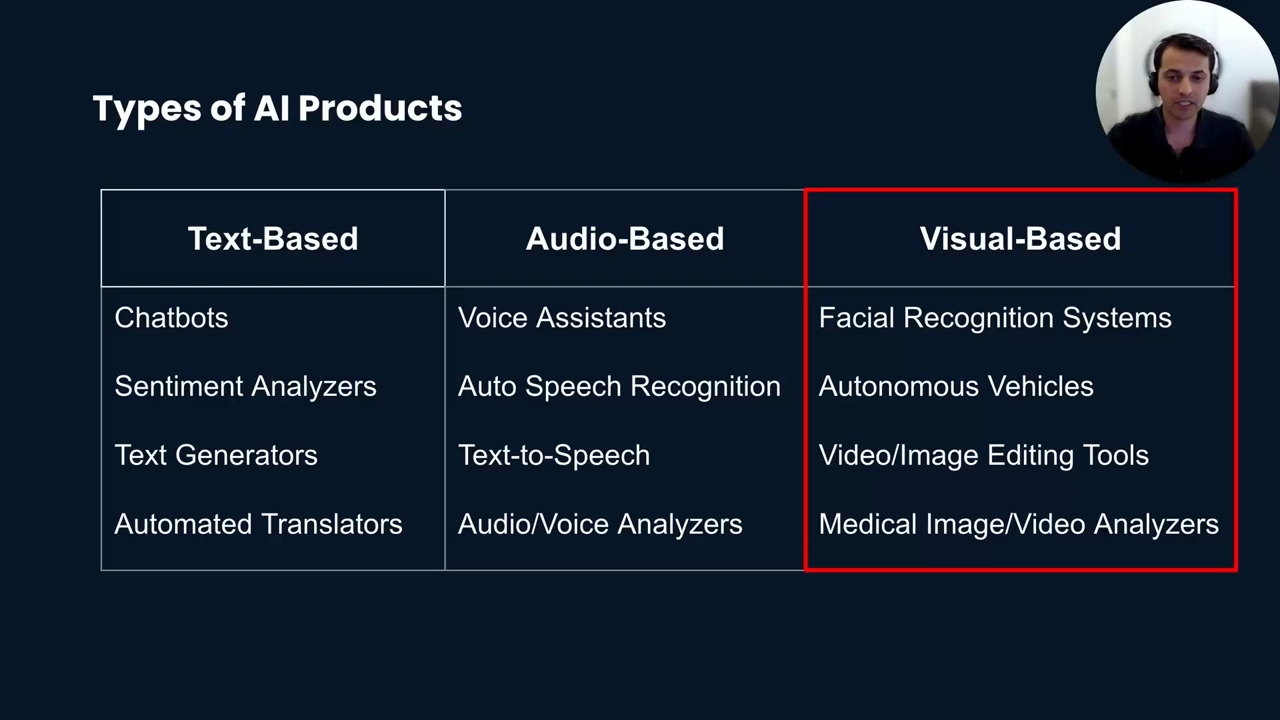 Types of AI Products
Text-Based Audio-Based Visual-Based
Chatbots Voice Assistants Facial Recognition Systems
Sentiment Analyzers Auto Speech Recognition Autonomous Vehicles
Text Generators Text-to-Speech Video/Image Editing Tools
Automated Translators Audio/Voice Analyzers Medical Image/Video Analyzers